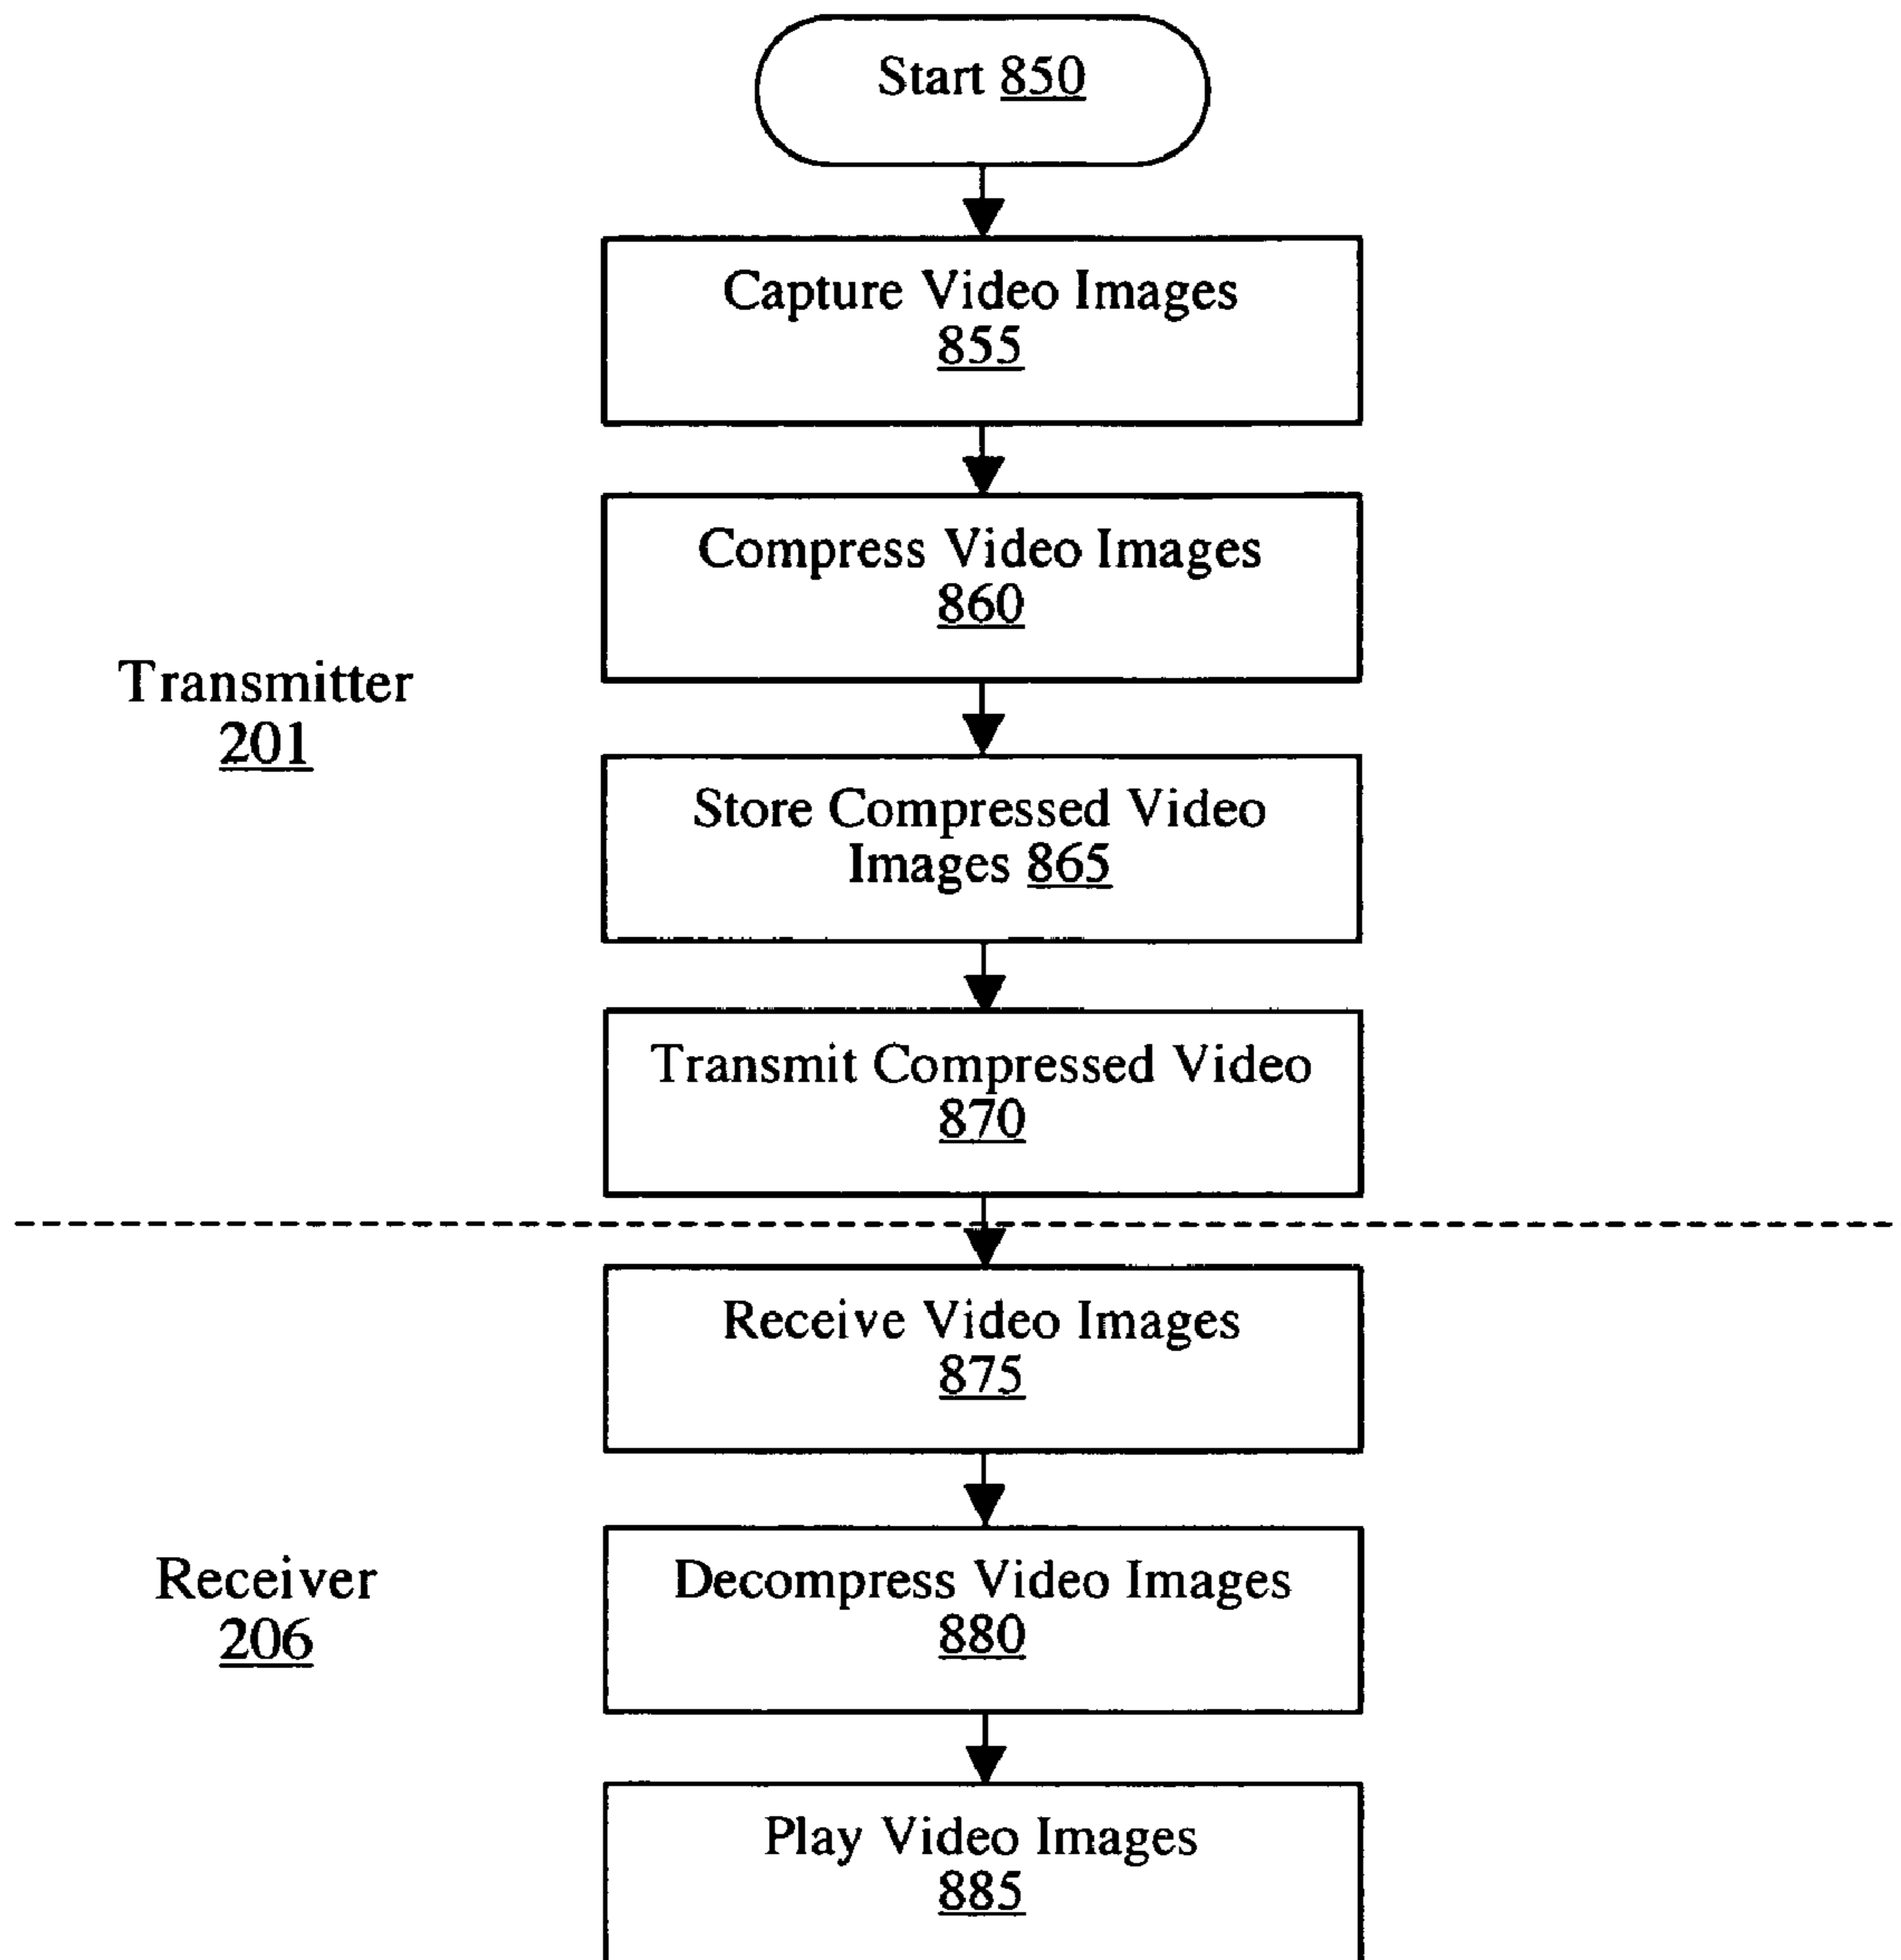 Start 850
Capture Video Images
855
Compress Video Images
860
Transmitter
201
Store Compressed Video
Images 865
Transmit Compressed Video
870
Receive Video Images
875
Receiver
206
Decompress Video Images
880
Play Video Images
885